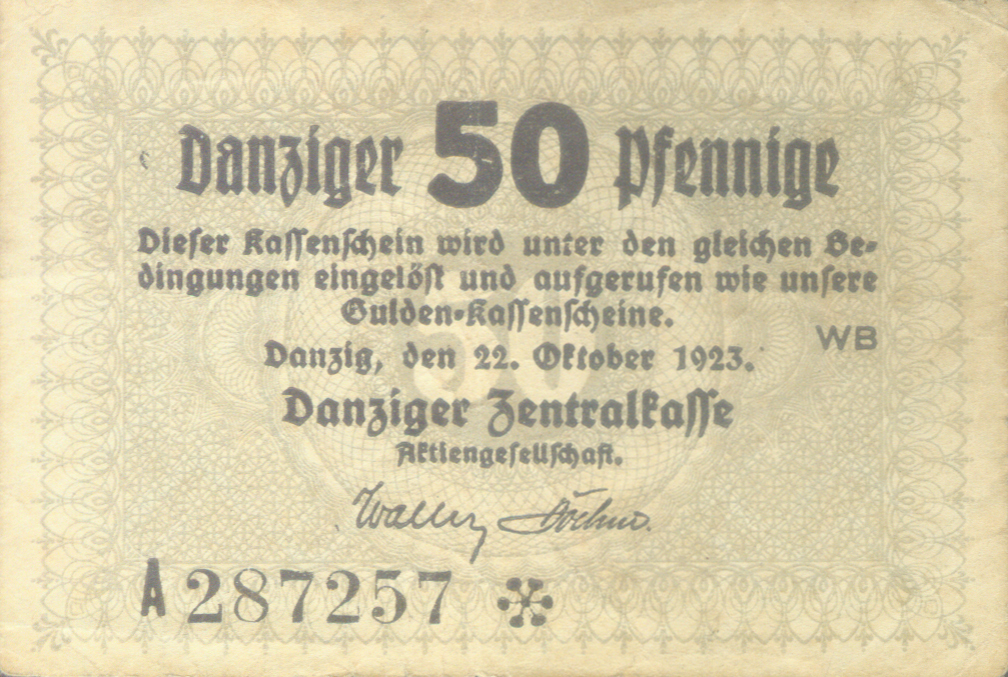 Danziger 50 Pfennige
Dieser Kassenschein wird unter den gleichen Be-
dingungen eingelöst und aufgerufen wie unsere
Gulden-Kassenscheine.
WB
Danzig, den 22. Oktober 1923.
Danziger Zentralkasse
Aktiengesellschaft.
A 287257
50